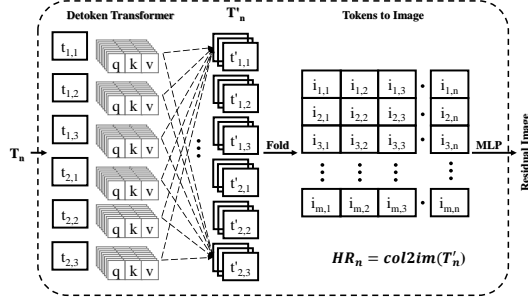 Detoken Transformer
T'n
Tokens to Image
t1,1
q k v
t'1,1
t1,2
q k v
t'1,2
t1,3
q k v
t'1,3
t2,1
q k v
t'2,1
t2,2
q k v
t'2,2
t2,3
q k v
t'2,3
Tn
Fold
i1,1 i1,2 i1,3 · i1,n
i2,1 i2,2 i2,3 · i2,n
i3,1 i3,2 i3,3 · i3,n
im,1 im,2 im,3 · im,n
MLP
Residual Image
HRn = col2im(T'n)